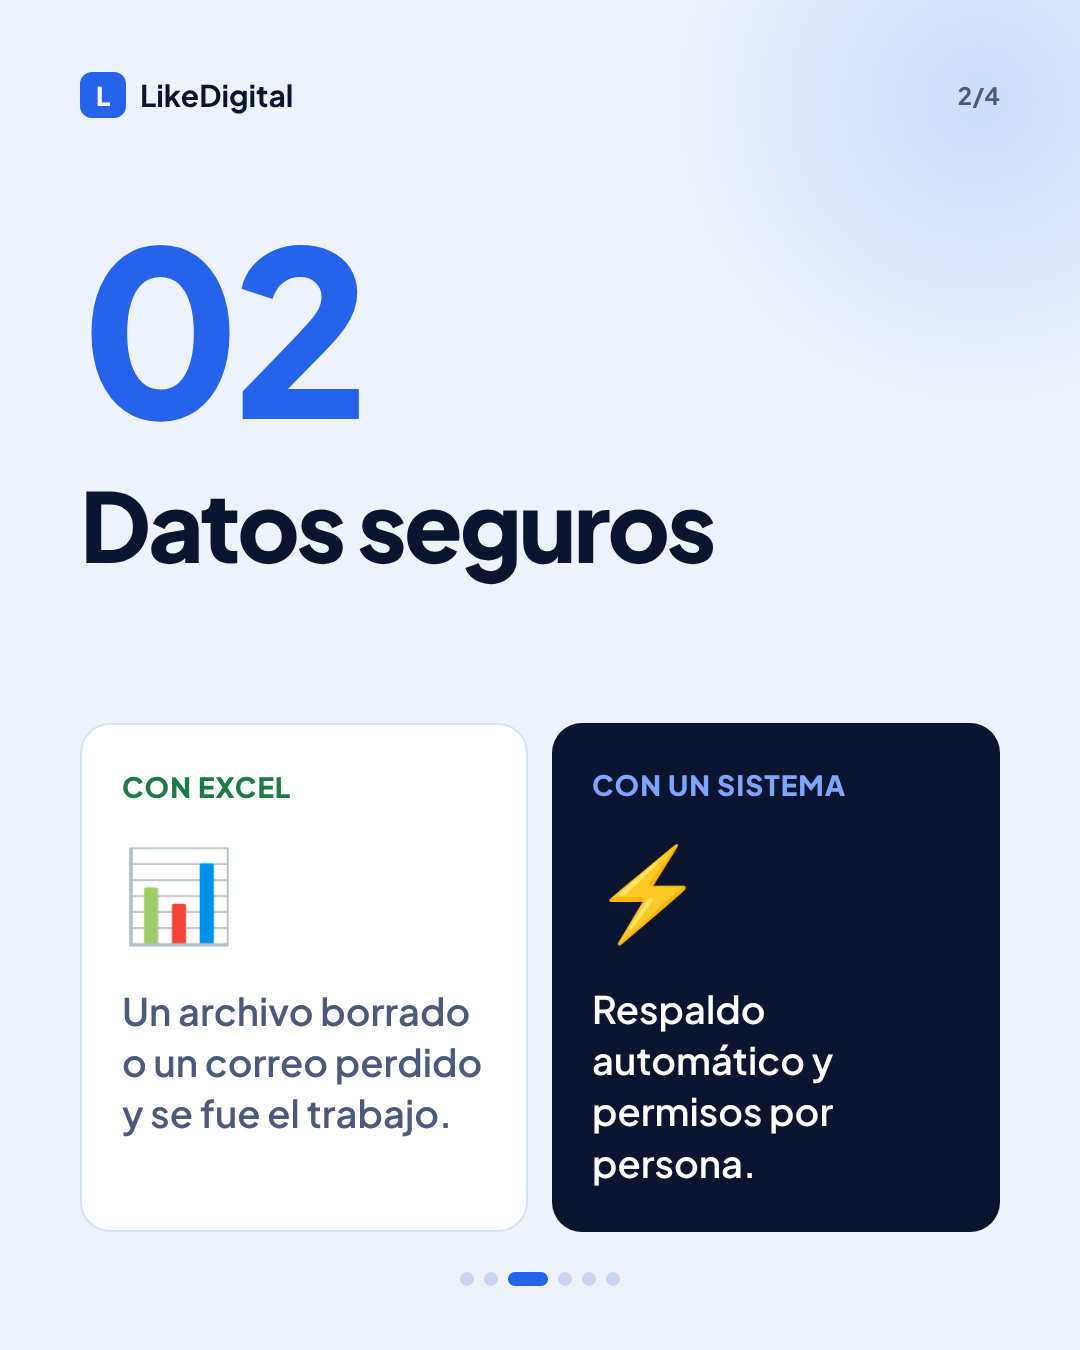 L LikeDigital
2/4
02
Datos seguros
CON EXCEL
Un archivo borrado
o un correo perdido
y se fue el trabajo.
CON UN SISTEMA
Respaldo
automático y
permisos por
persona.